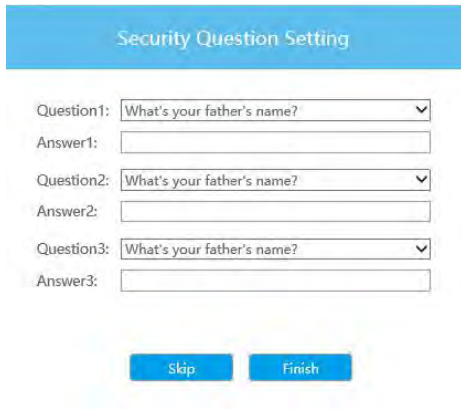 Security Question Setting
Question1: What's your father's name?
Answer1:
Question2: What's your father's name?
Answer2:
Question3: What's your father's name?
Answer3:
Skip Finish